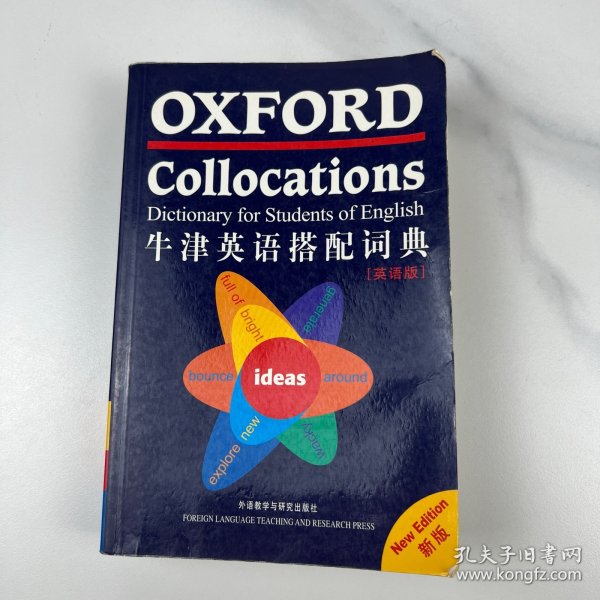 OXFORD
Collocations
Dictionary for Students of English
牛津英语搭配词典
[英语版]
full of bright
generate
bounce
ideas
around
explore new
wacky
外语教学与研究出版社
FOREIGN LANGUAGE TEACHING AND RESEARCH PRESS
New Edition
新版
孔夫子旧书网
www.kongfz.com